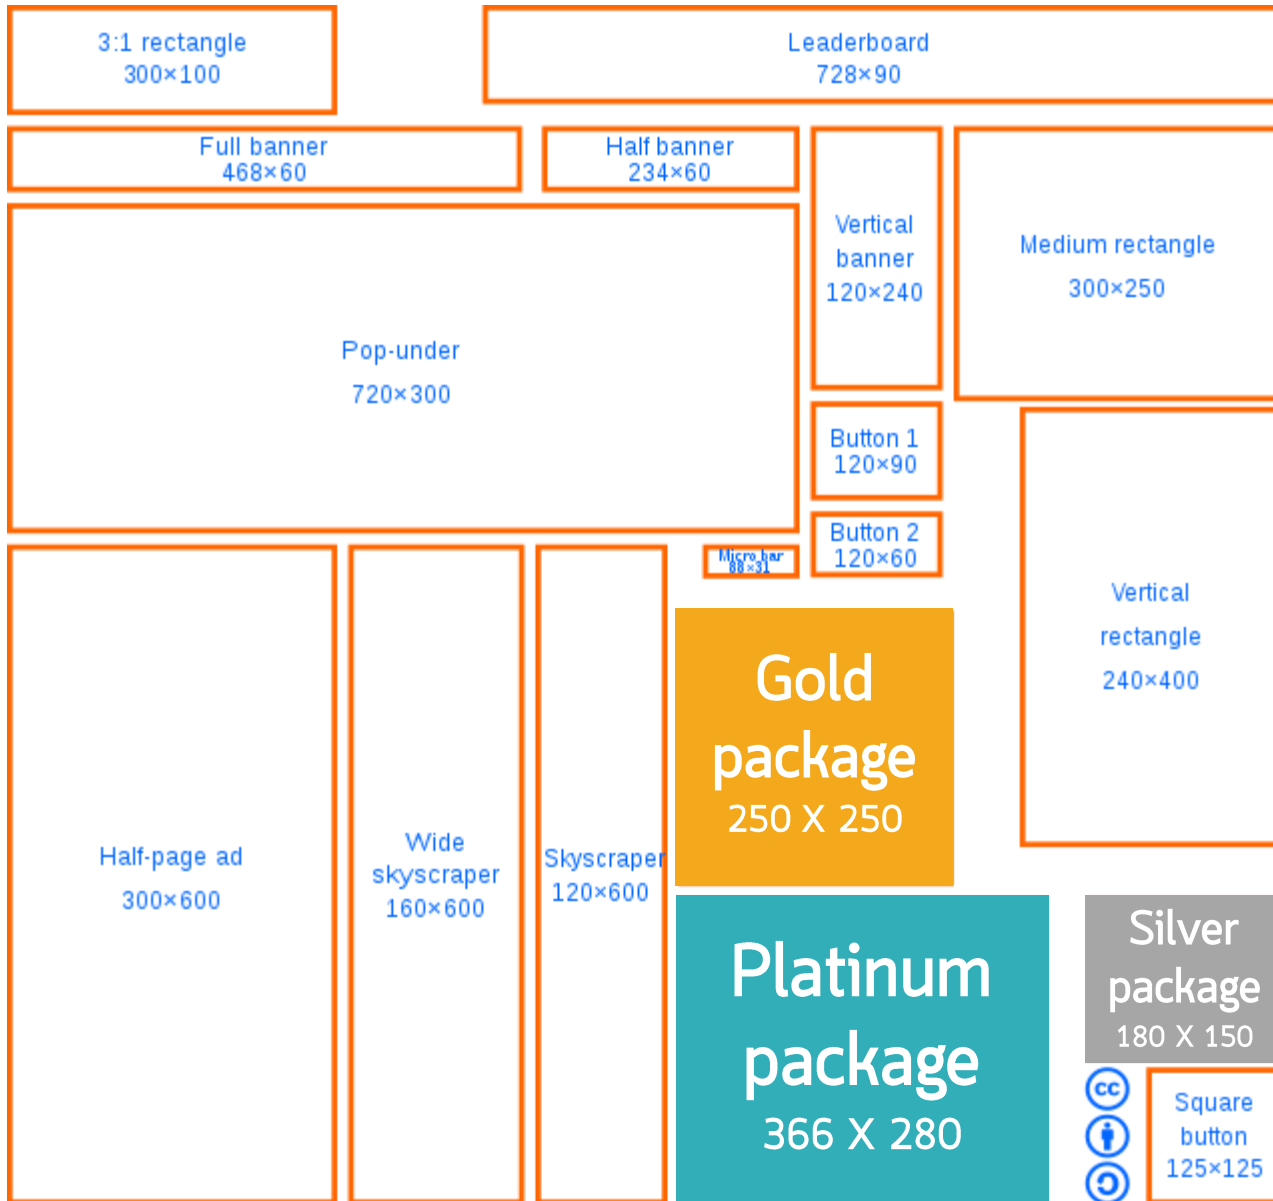 3:1 rectangle
300×100
Leaderboard
728×90
Full banner
468×60
Half banner
234×60
Vertical
banner
120×240
Medium rectangle
300×250
Pop-under
720×300
Button 1
120×90
Button 2
120×60
Micro bar
88×31
Vertical
rectangle
240×400
Gold
package
250 X 250
Half-page ad
300×600
Wide
skyscraper
160×600
Skyscraper
120×600
Platinum
package
366 X 280
Silver
package
180 X 150
cc
Square
button
125×125